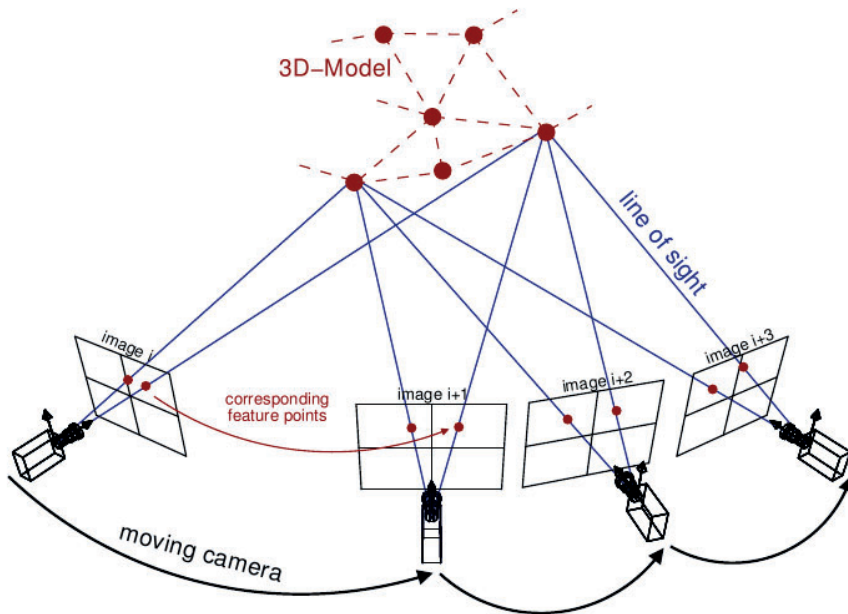 3D-Model
line of sight
image i
image i+1
image i+2
image i+3
corresponding
feature points
moving camera